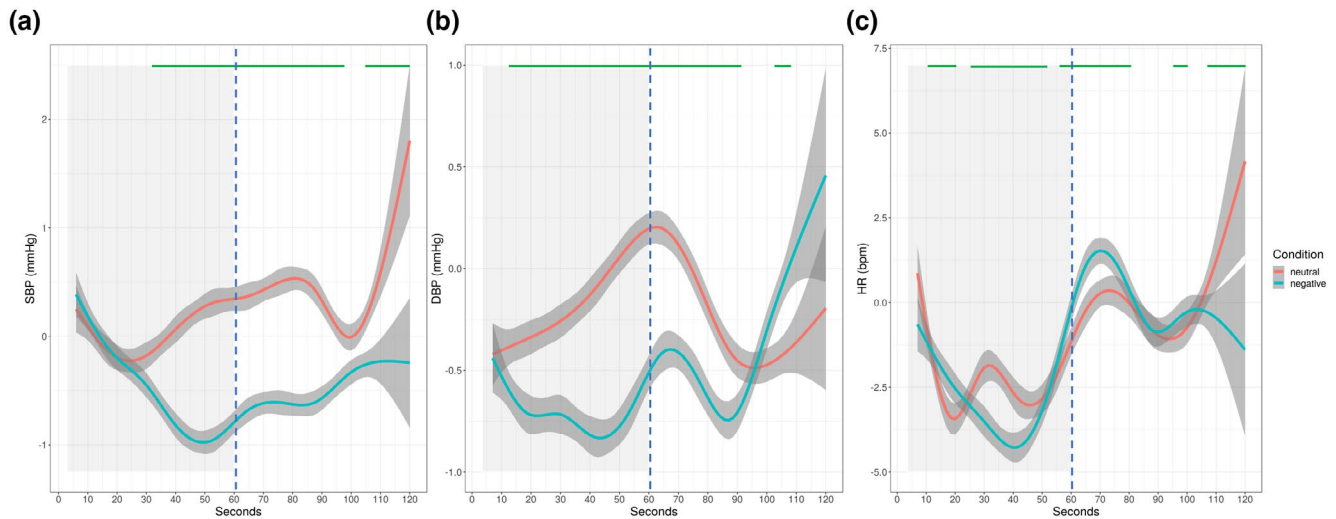 (a)
(b)
(c)
SBP (mmHg)
2
1
0
-1
0 10 20 30 40 50 60 70 80 90 100 110 120
Seconds
DBP (mmHg)
1.0
0.5
0.0
-0.5
-1.0
0 10 20 30 40 50 60 70 80 90 100 110 120
Seconds
HR (bpm)
7.5
5.0
2.5
0.0
-2.5
-5.0
0 10 20 30 40 50 60 70 80 90 100 110 120
Seconds
Condition
neutral
negative